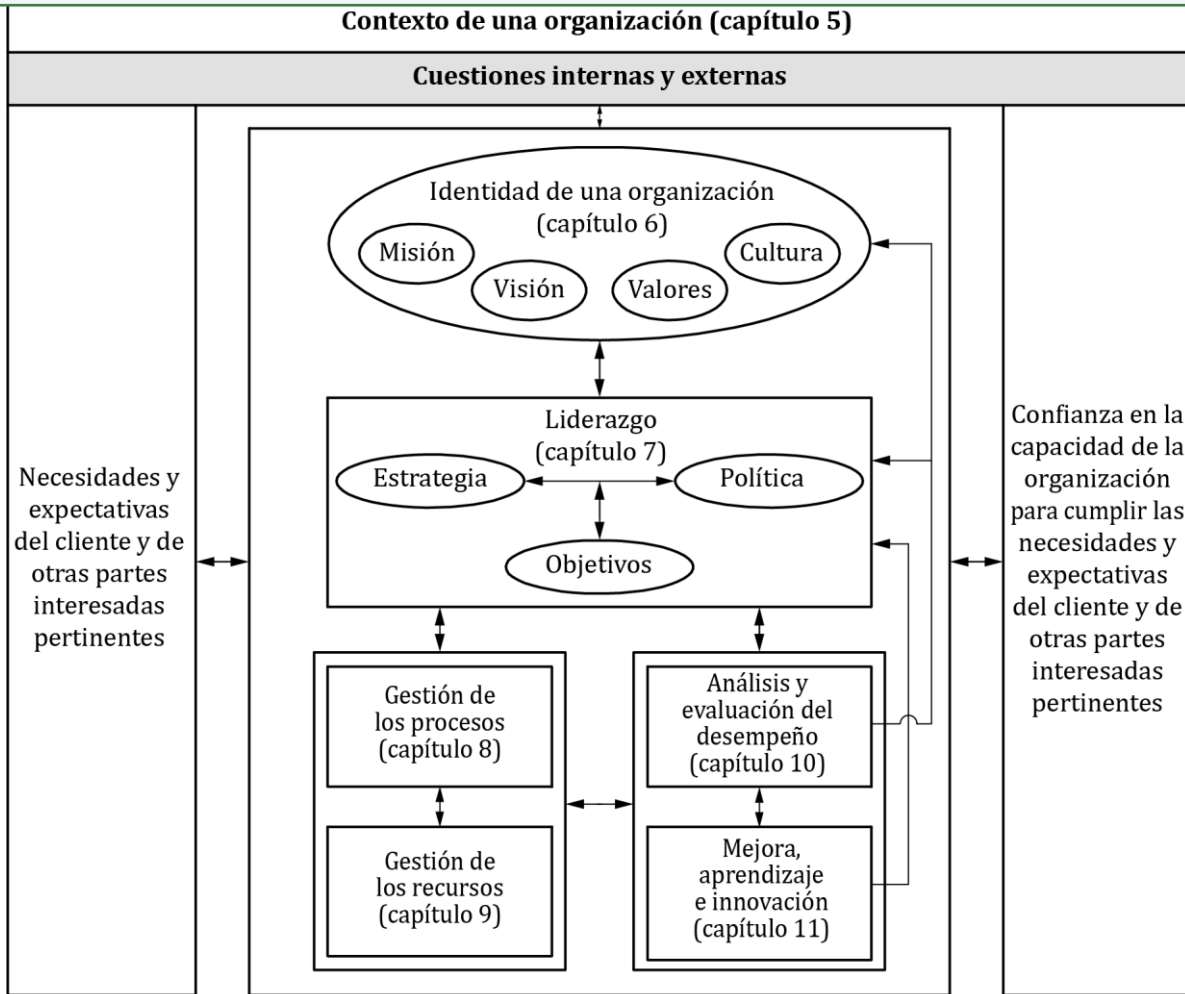 Contexto de una organización (capítulo 5)
Cuestiones internas y externas
Necesidades y
expectativas
del cliente y de
otras partes
interesadas
pertinentes
Identidad de una organización
(capítulo 6)
Misión
Visión
Valores
Cultura
Liderazgo
(capítulo 7)
Estrategia
Política
Objetivos
Gestión de
los procesos
(capítulo 8)
Gestión de
los recursos
(capítulo 9)
Análisis y
evaluación del
desempeño
(capítulo 10)
Mejora,
aprendizaje
e innovación
(capítulo 11)
Confianza en la
capacidad de la
organización
para cumplir las
necesidades y
expectativas
del cliente y de
otras partes
interesadas
pertinentes